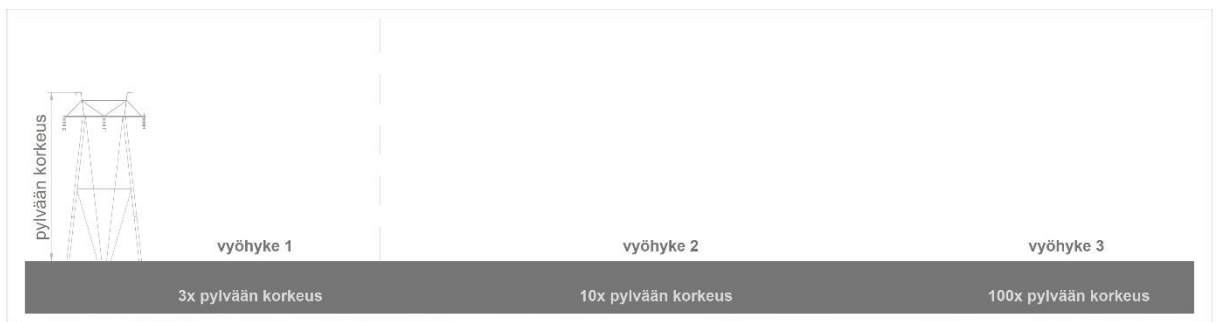 pylvään korkeus
vyöhyke 1
vyöhyke 2
vyöhyke 3
3x pylvään korkeus
10x pylvään korkeus
100x pylvään korkeus